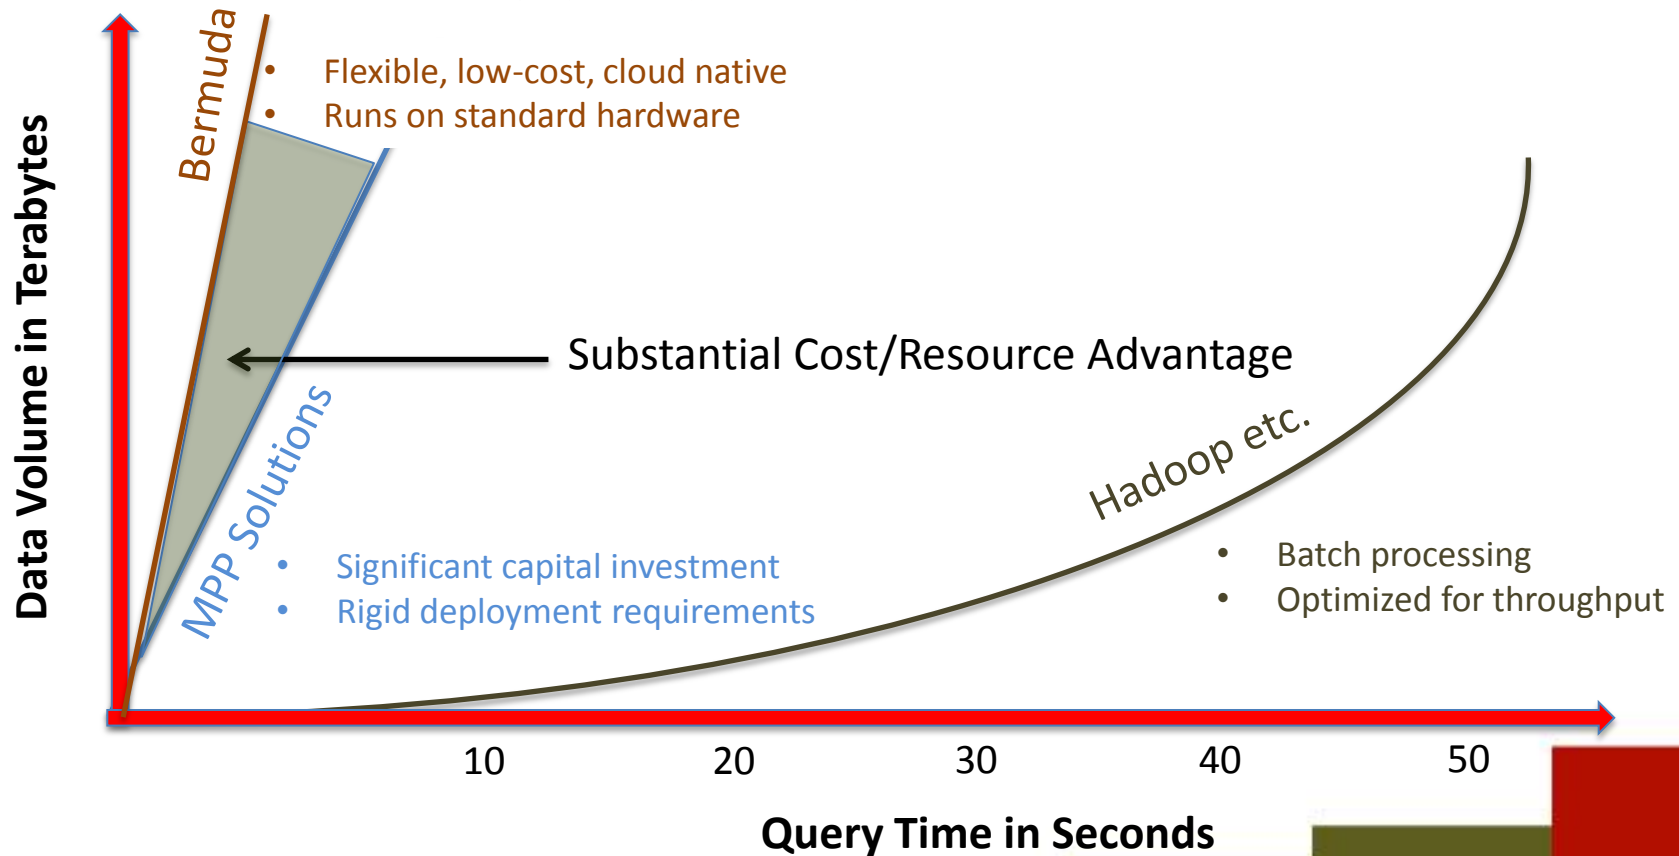 Bermuda
• Flexible, low-cost, cloud native
• Runs on standard hardware
Data Volume in Terabytes
Substantial Cost/Resource Advantage
MPP Solutions
• Significant capital investment
• Rigid deployment requirements
Hadoop etc.
• Batch processing
• Optimized for throughput
10 20 30 40 50
Query Time in Seconds